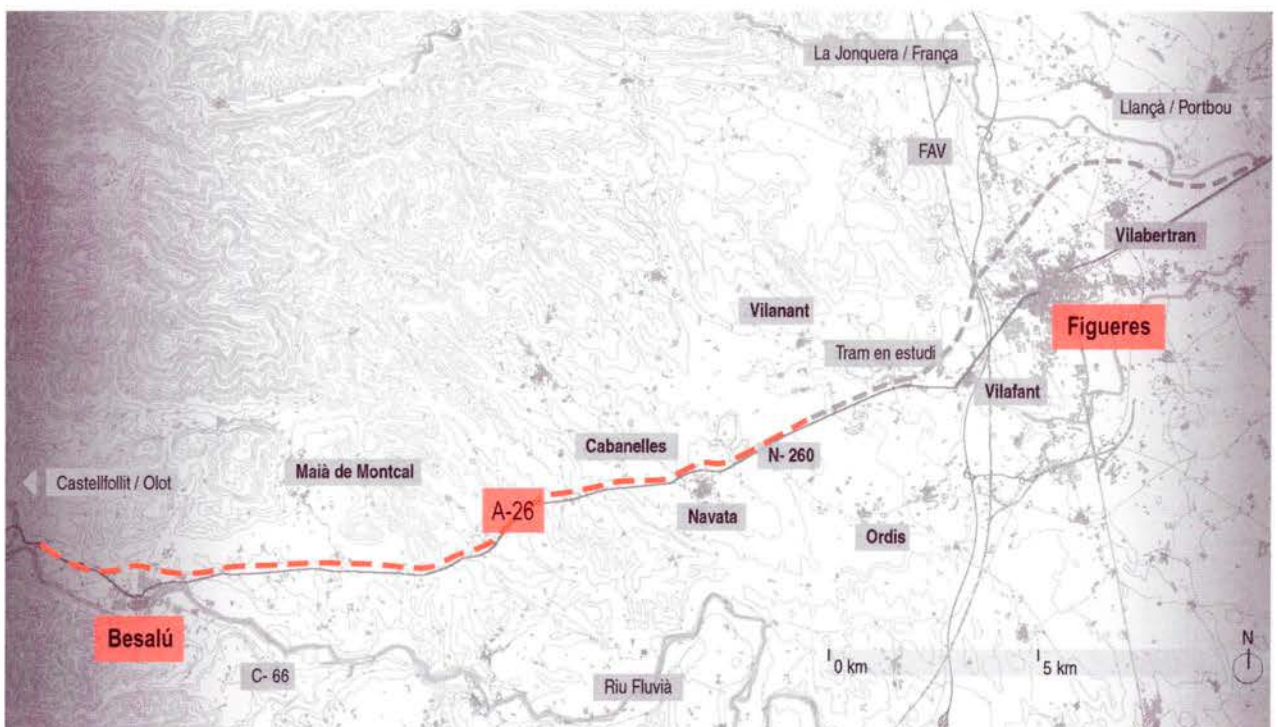 La Jonquera / França
Llançà / Portbou
FAV
Vilabertran
Vilanant
Figueres
Tram en estudi
Vilafant
Cabanelles
N- 260
Maià de Montcal
Castellfollit / Olot
A-26
Navata
Ordis
Besalú
C- 66
Riu Fluvià
0 km
5 km
N